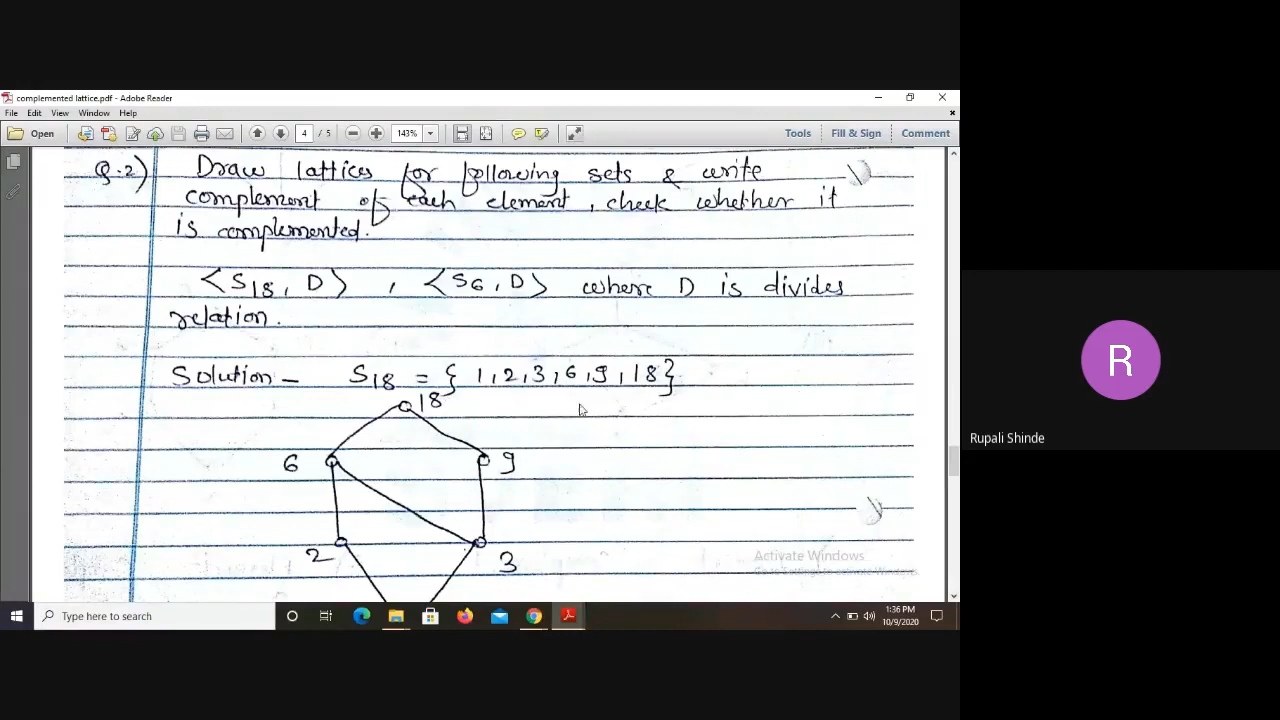 complemented lattice.pdf - Adobe Reader
File Edit View Window Help
Open 4 / 5 143% Tools Fill & Sign Comment
Q.2) Draw lattices for following sets & write
complement of each element, check whether it
is complemented.
<S18, D> , <S6, D> where D is divides
relation.
Solution - S18 = { 1, 2, 3, 6, 9, 18 }
18
6 9
2 3
R
Rupali Shinde
Activate Windows
Type here to search
1:36 PM
10/9/2020